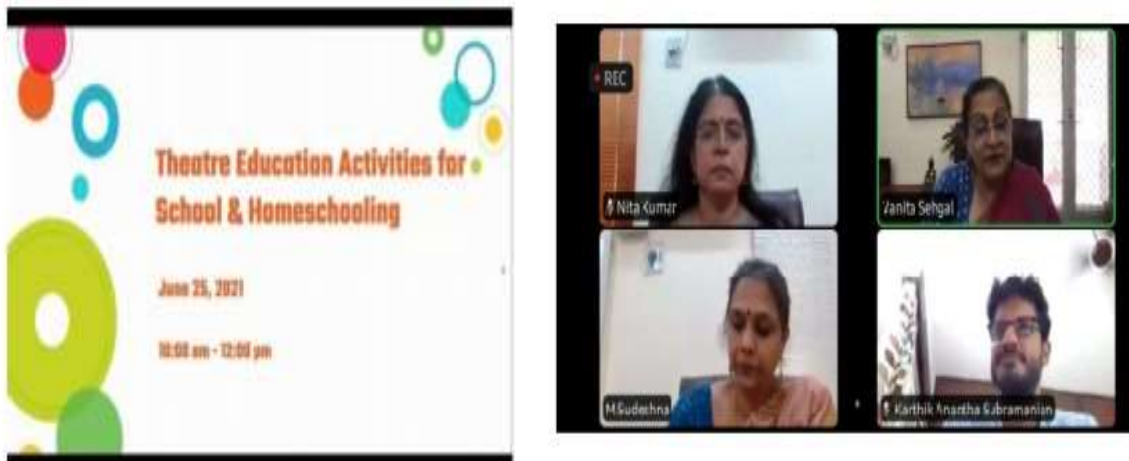 Theatre Education Activities for
School & Homeschooling
June 25, 2021
10:00 am - 12:00 pm
REC
Nita Kumar
Vanita Sehgal
M Sudeshna
Karthik Anantha Subramanian